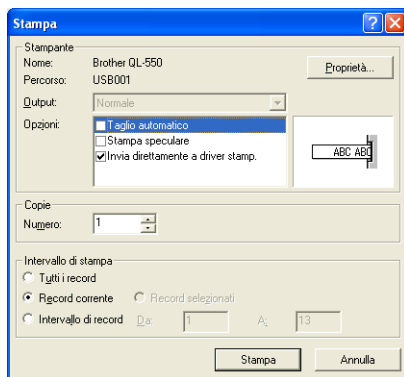 Stampa
Stampante
Nome: Brother QL-550
Proprietà...
Percorso: USB001
Output: Normale
Opzioni: Taglio automatico
Stampa speculare
Invia direttamente a driver stamp.
ABC ABC
Copie
Numero: 1
Intervallo di stampa
Tutti i record
Record corrente Record selezionati
Intervallo di record Da: 1 A: 13
Stampa Annulla